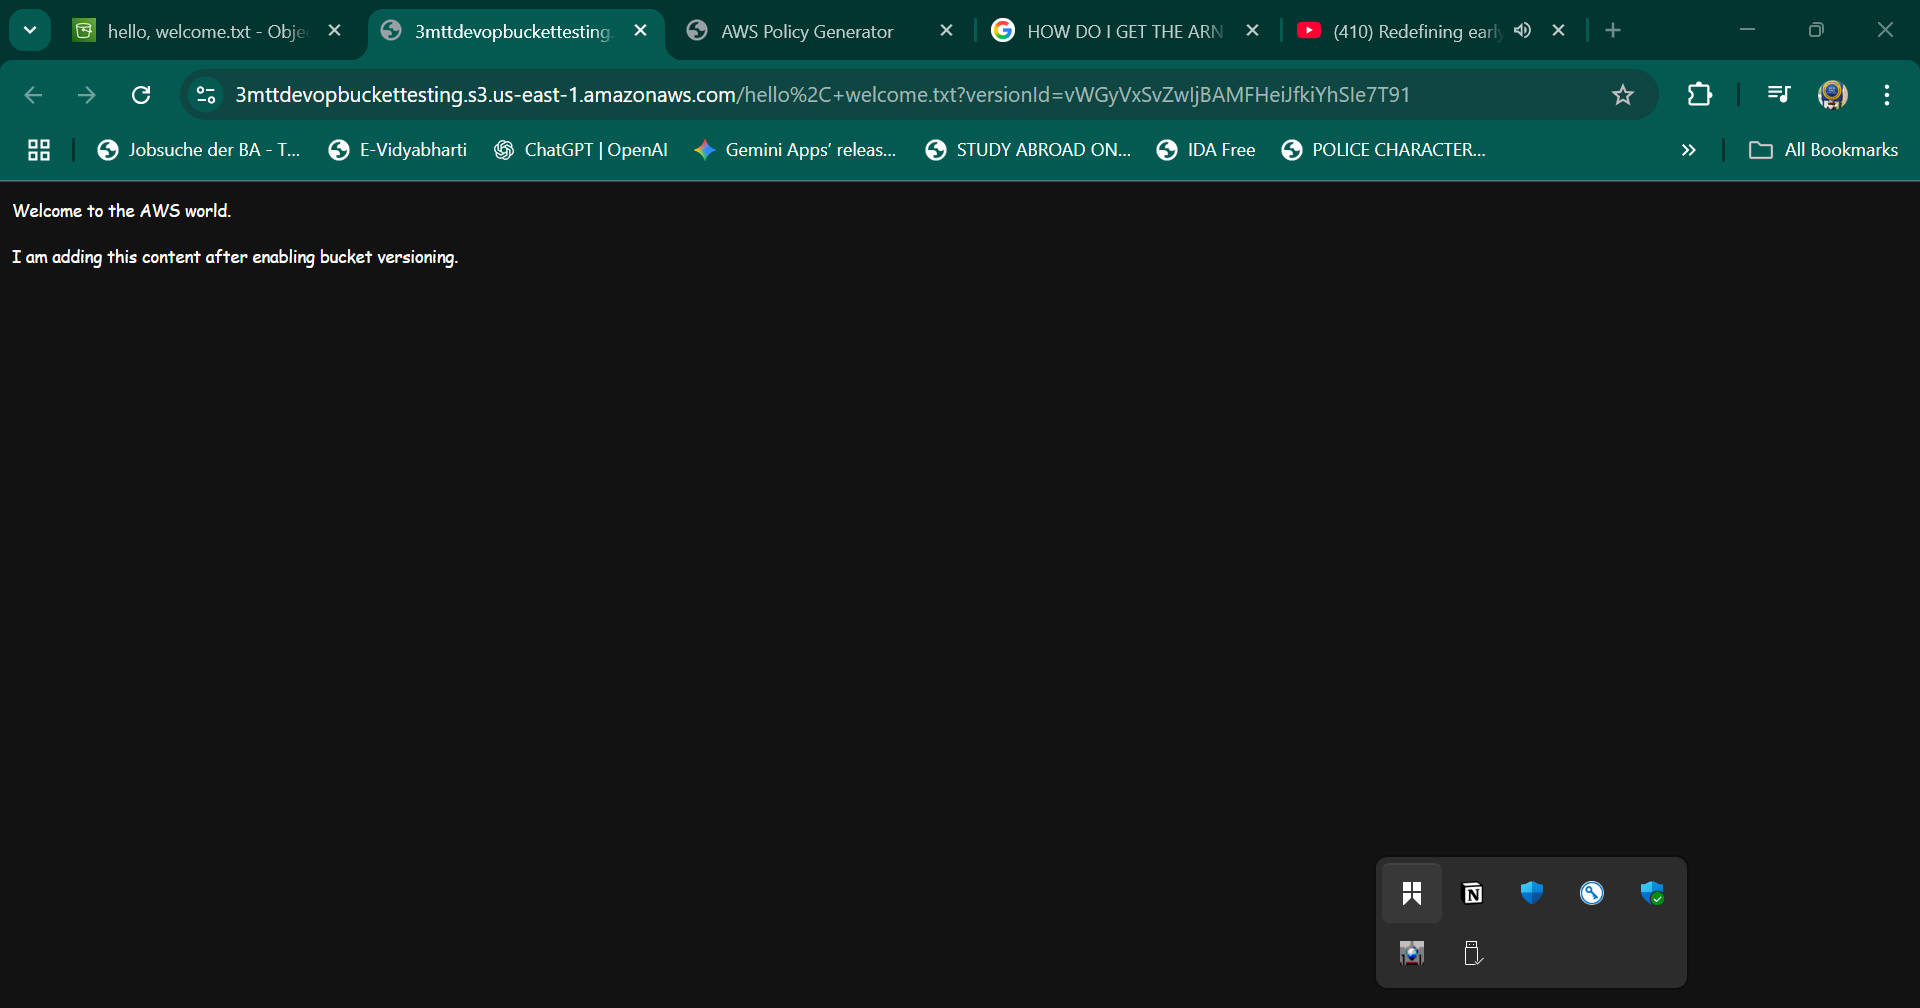 hello, welcome.txt - Obje
3mttdevopbuckettesting.
AWS Policy Generator
HOW DO I GET THE ARN
(410) Redefining early
3mttdevopbuckettesting.s3.us-east-1.amazonaws.com/hello%2C+welcome.txt?versionId=vWGyVxSvZwIjBAMFHeiJfkiYhSIe7T91
Jobsuche der BA - T...
E-Vidyabharti
ChatGPT | OpenAI
Gemini Apps' releas...
STUDY ABROAD ON...
IDA Free
POLICE CHARACTER...
All Bookmarks
Welcome to the AWS world.
I am adding this content after enabling bucket versioning.